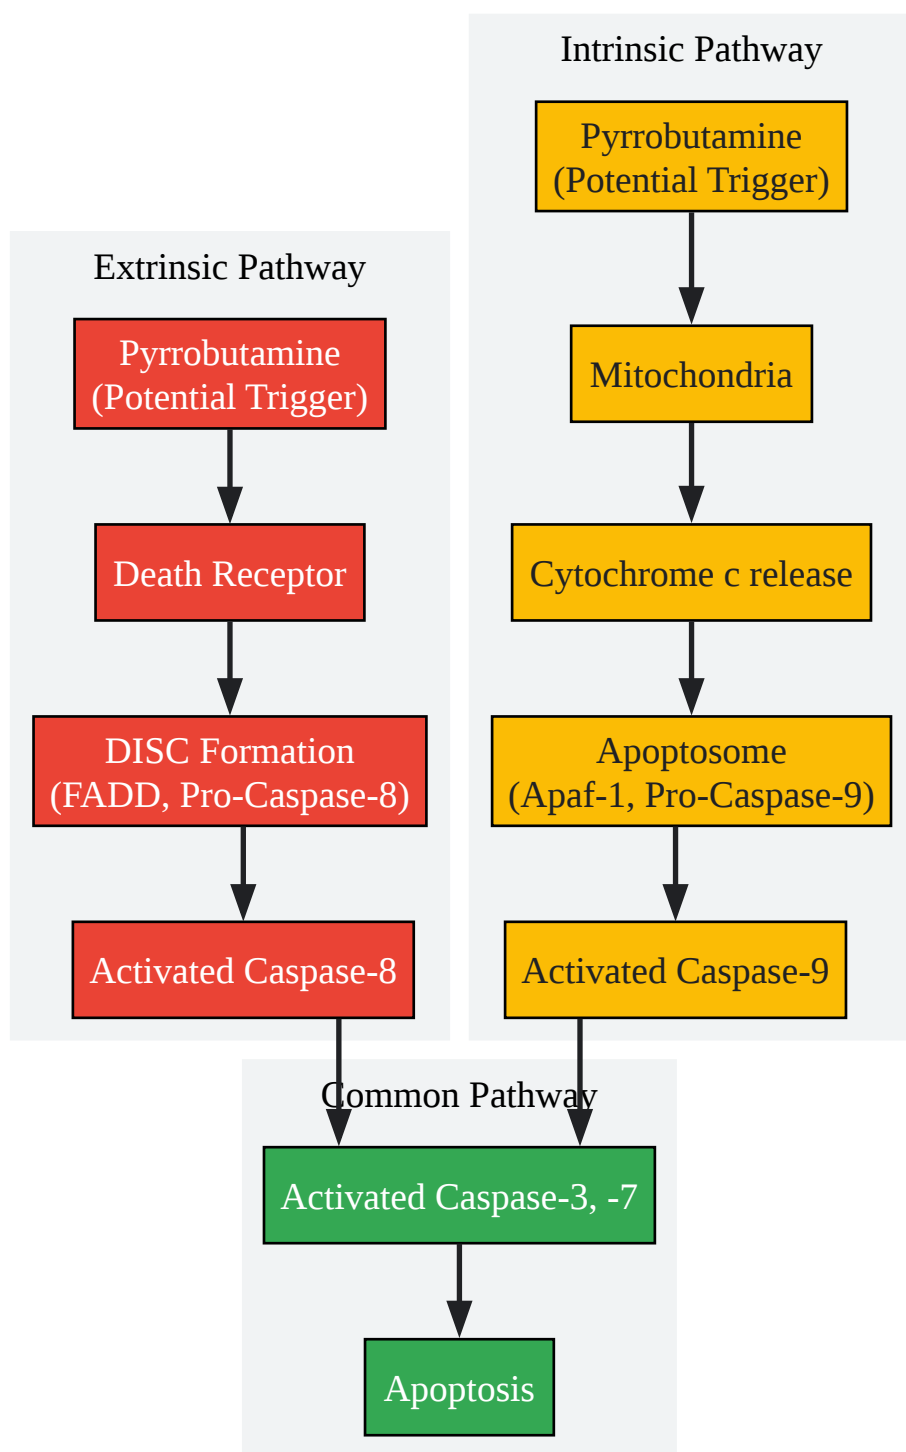 Extrinsic Pathway
Pyrrobutamine
(Potential Trigger)
Death Receptor
DISC Formation
(FADD, Pro-Caspase-8)
Activated Caspase-8
Intrinsic Pathway
Pyrrobutamine
(Potential Trigger)
Mitochondria
Cytochrome c release
Apoptosome
(Apaf-1, Pro-Caspase-9)
Activated Caspase-9
Common Pathway
Activated Caspase-3, -7
Apoptosis